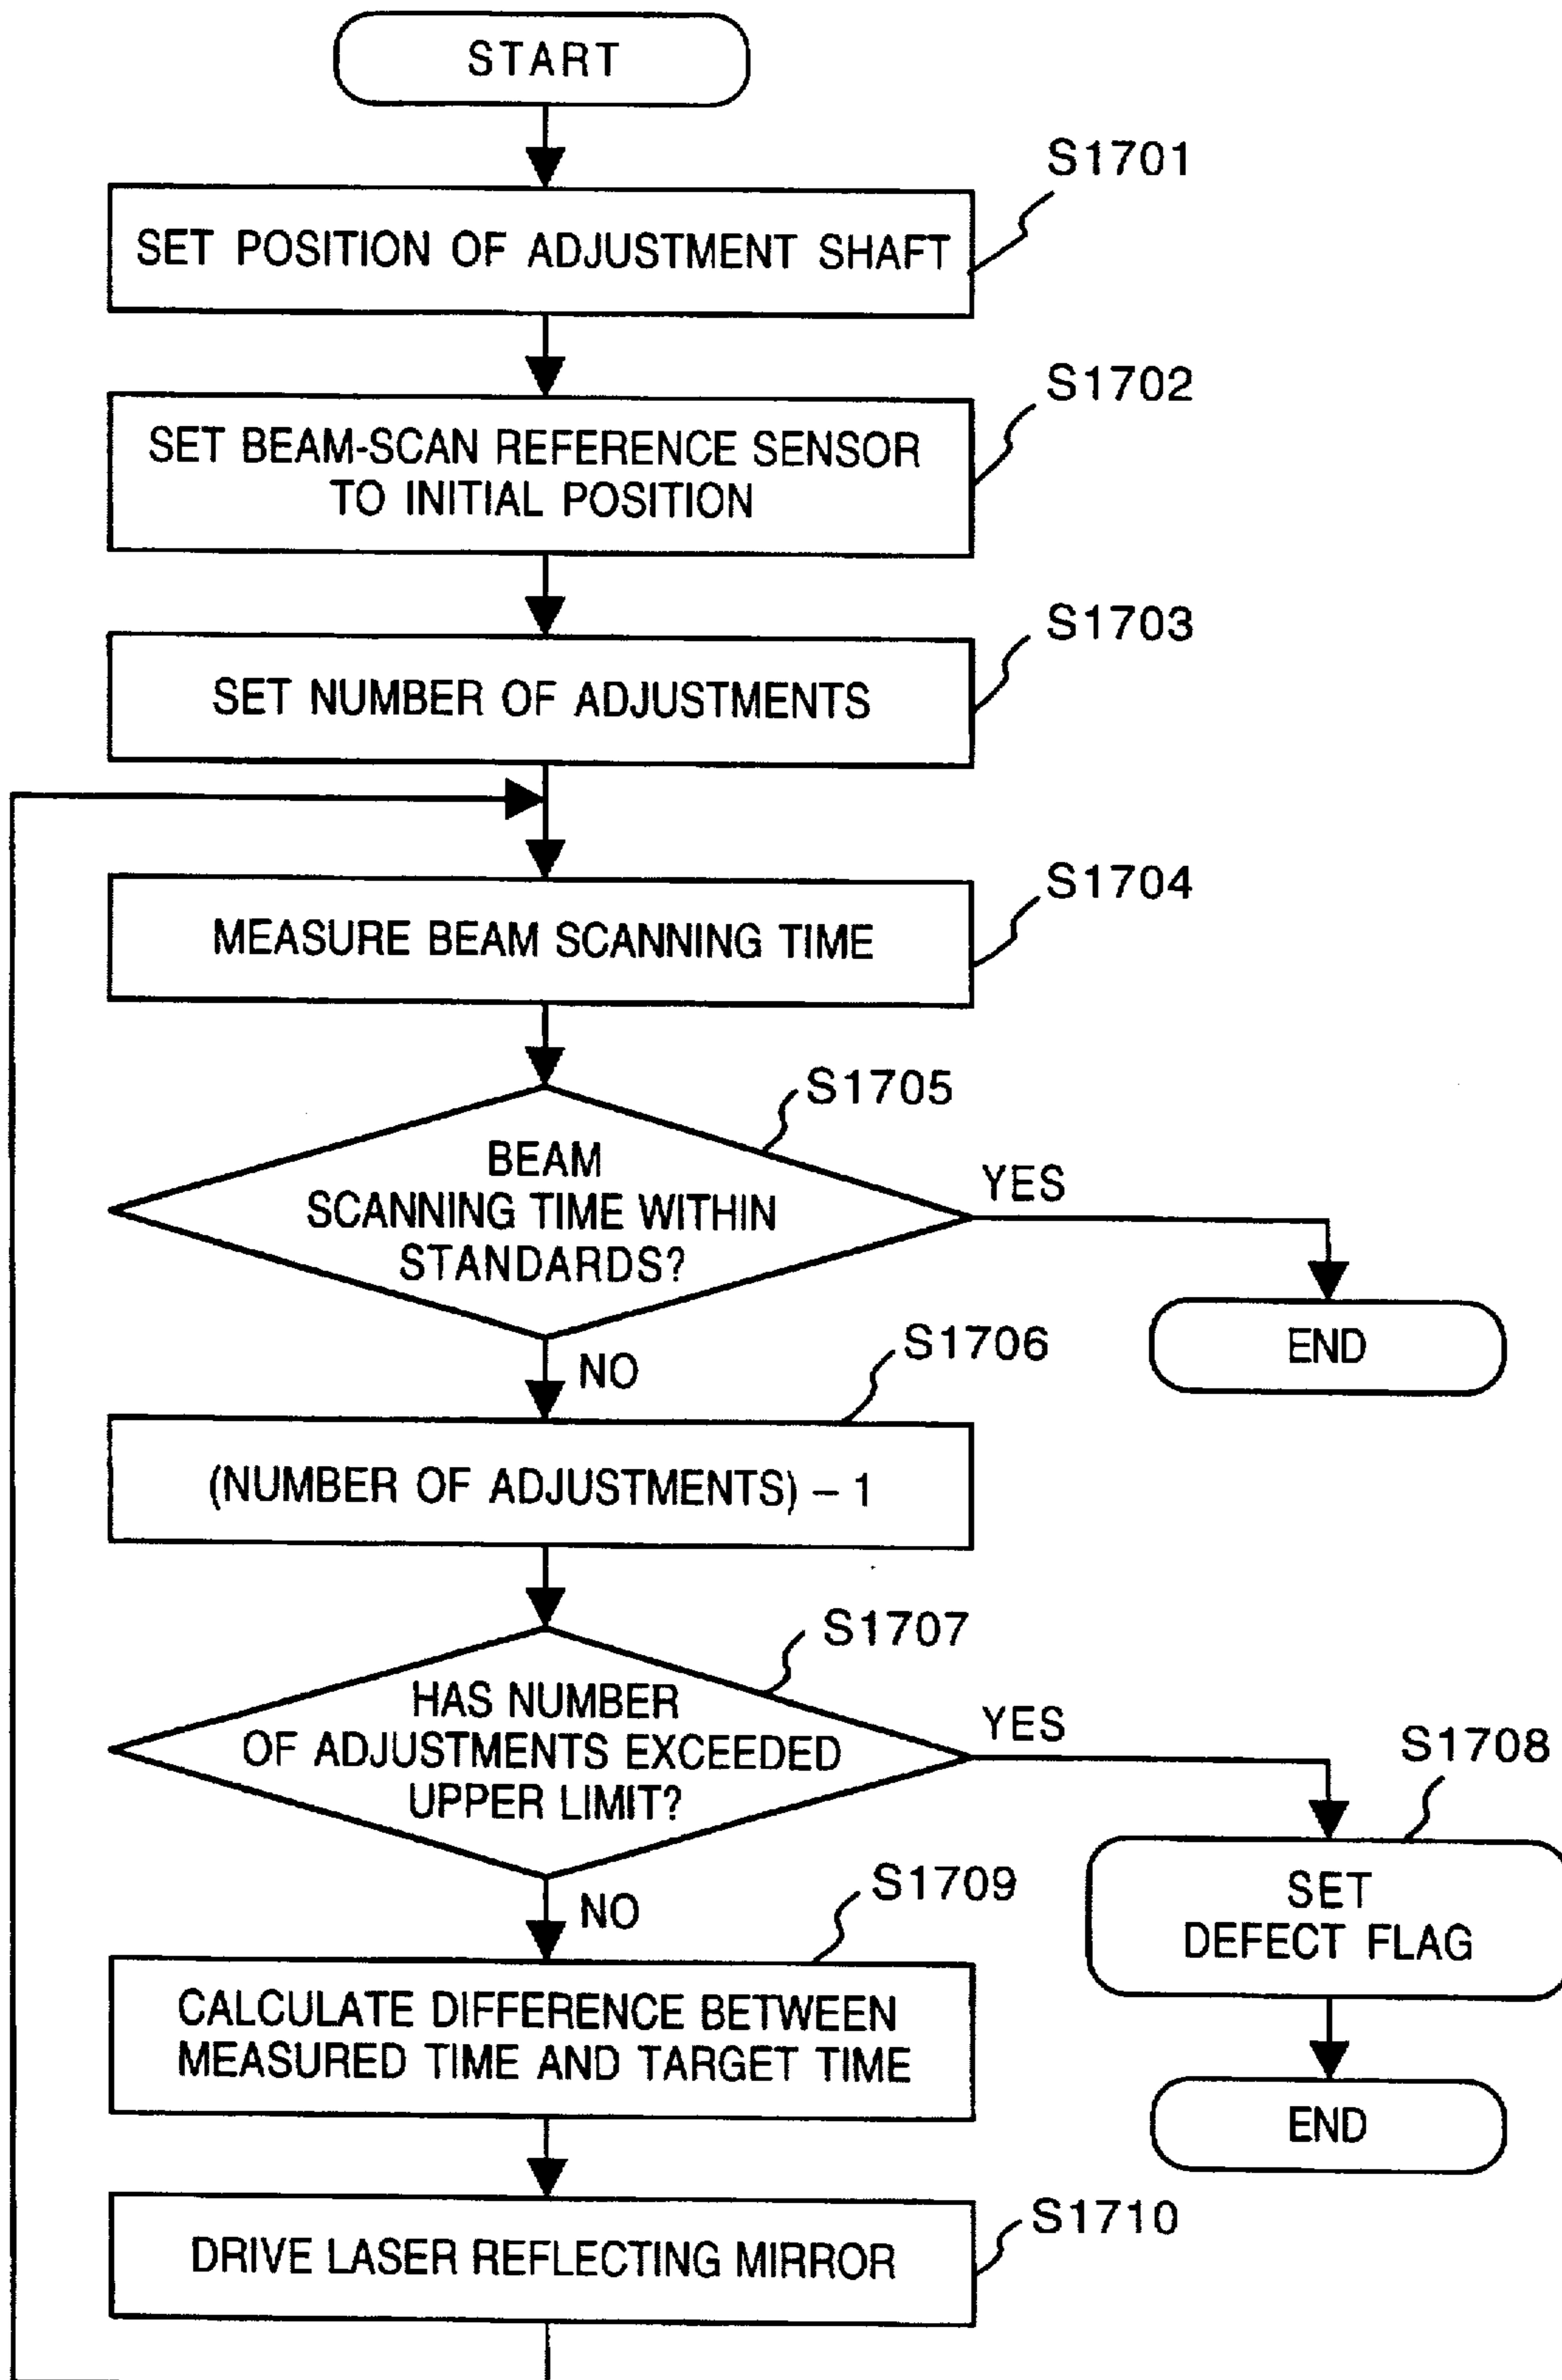 START
S1701
SET POSITION OF ADJUSTMENT SHAFT
S1702
SET BEAM-SCAN REFERENCE SENSOR
TO INITIAL POSITION
S1703
SET NUMBER OF ADJUSTMENTS
S1704
MEASURE BEAM SCANNING TIME
S1705
BEAM
SCANNING TIME WITHIN
STANDARDS?
YES
END
NO
S1706
(NUMBER OF ADJUSTMENTS) – 1
S1707
HAS NUMBER
OF ADJUSTMENTS EXCEEDED
UPPER LIMIT?
YES
S1708
SET
DEFECT FLAG
END
NO
S1709
CALCULATE DIFFERENCE BETWEEN
MEASURED TIME AND TARGET TIME
S1710
DRIVE LASER REFLECTING MIRROR